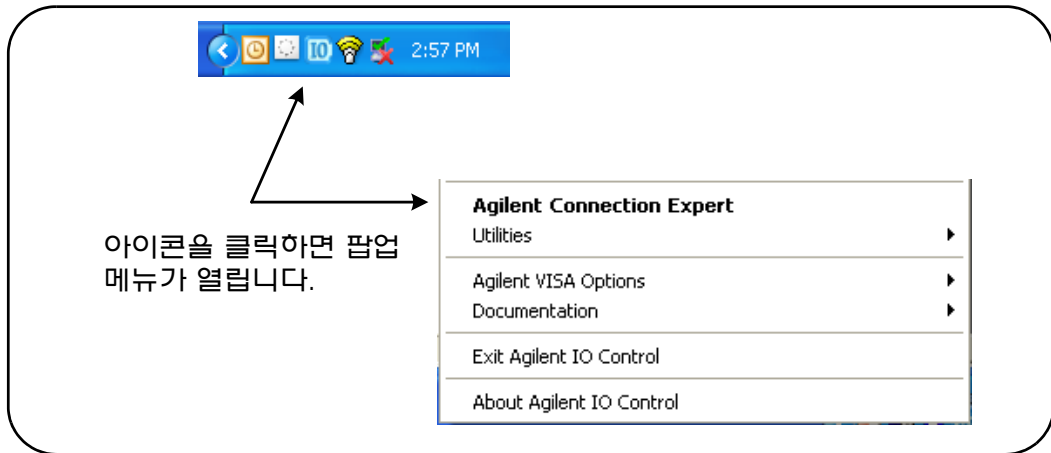 IO 2:57 PM
Agilent Connection Expert
Utilities
아이콘을 클릭하면 팝업
메뉴가 열립니다.
Agilent VISA Options
Documentation
Exit Agilent IO Control
About Agilent IO Control